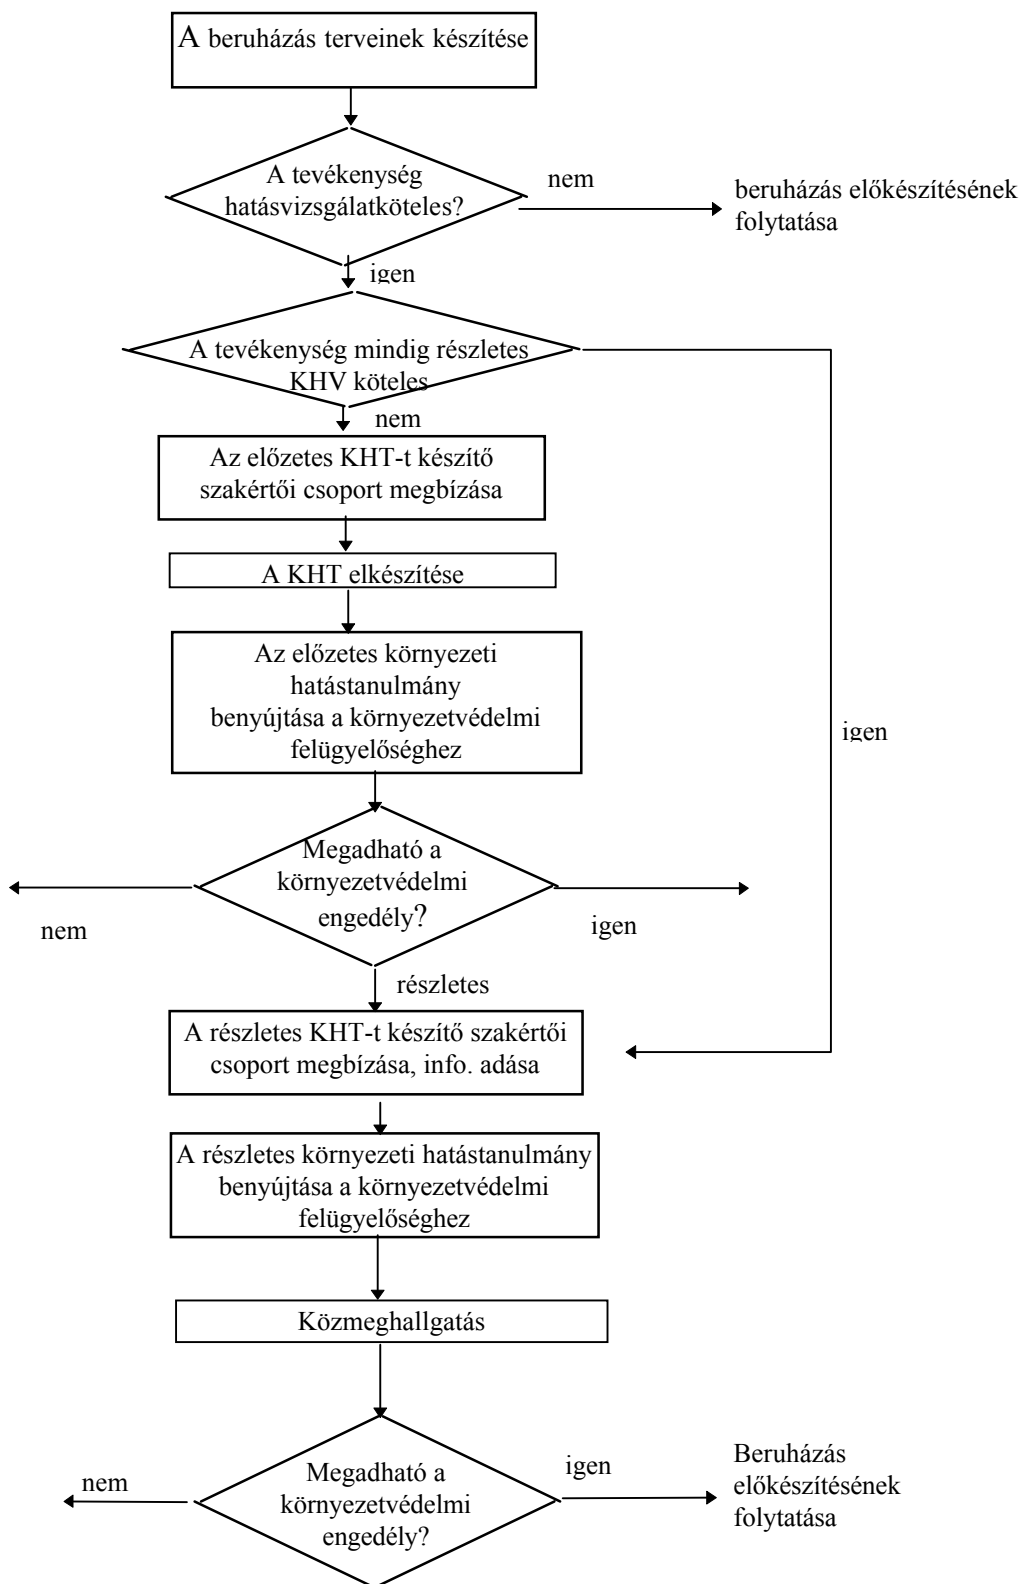 A beruházás terveinek készítése
A tevékenység
hatásvizsgálatköteles?
nem
beruházás előkészítésének
folytatása
igen
A tevékenység mindig részletes
KHV köteles
nem
Az előzetes KHT-t készítő
szakértői csoport megbízása
A KHT elkészítése
Az előzetes környezeti
hatástanulmány
benyújtása a környezetvédelmi
felügyelőséghez
igen
Megadható a
környezetvédelmi
engedély?
nem
igen
részletes
A részletes KHT-t készítő szakértői
csoport megbízása, info. adása
A részletes környezeti hatástanulmány
benyújtása a környezetvédelmi
felügyelőséghez
Közmeghallgatás
Megadható a
környezetvédelmi
engedély?
nem
igen
Beruházás
előkészítésének
folytatása